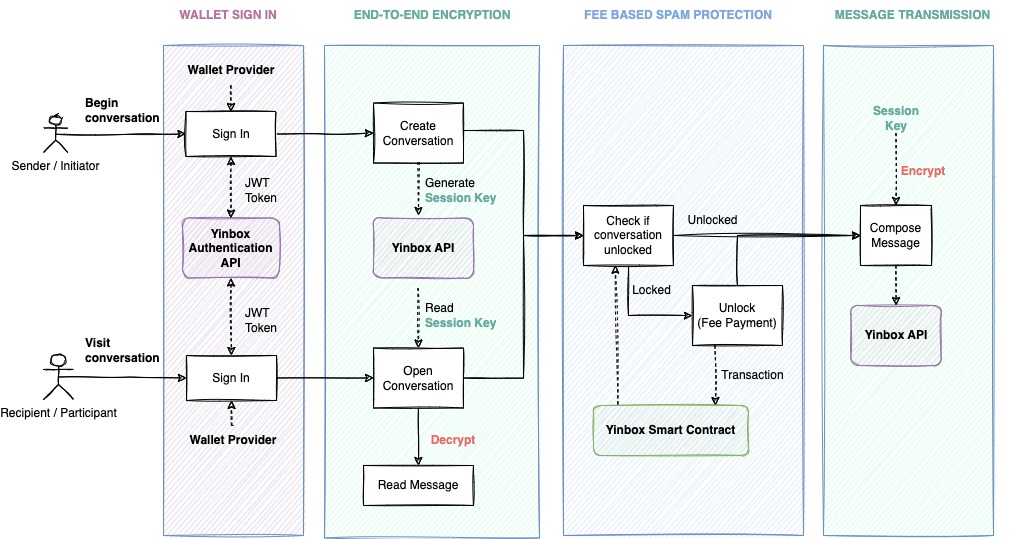 WALLET SIGN IN
END-TO-END ENCRYPTION
FEE BASED SPAM PROTECTION
MESSAGE TRANSMISSION
Wallet Provider
Begin
conversation
Sender / Initiator
Sign In
JWT
Token
Yinbox
Authentication
API
JWT
Token
Visit
conversation
Recipient / Participant
Sign In
Wallet Provider
Create
Conversation
Generate
Session Key
Yinbox API
Read
Session Key
Open
Conversation
Decrypt
Read Message
Check if
conversation
unlocked
Unlocked
Locked
Unlock
(Fee Payment)
Transaction
Yinbox Smart Contract
Session
Key
Encrypt
Compose
Message
Yinbox API